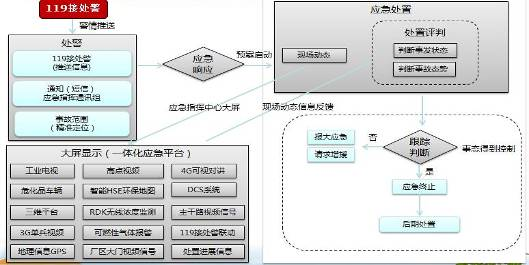 119接处警
警情推送
处警
119接处警
(推送信息)
通知（短信）
应急指挥通讯组
事故范围
（精准定位）
应急
响应
预案启动
应急处置
现场动态
处置评判
判断事发状态
判断事故态势
应急指挥中心大屏
现场动态信息反馈
大屏显示（一体化应急平台）
工业电视
高点视频
4G可视对讲
危化品车辆
智能HSE环保地图
DCS系统
三维平台
RDK无线浓度监测
主干路视频信号
3G单兵视频
可燃性气体报警
119接处警联动
地理信息GPS
厂区大门视频信号
处置进展信息
报大应急
请求增援
否
跟踪
判断
事态得到控制
是
应急终止
后期处置